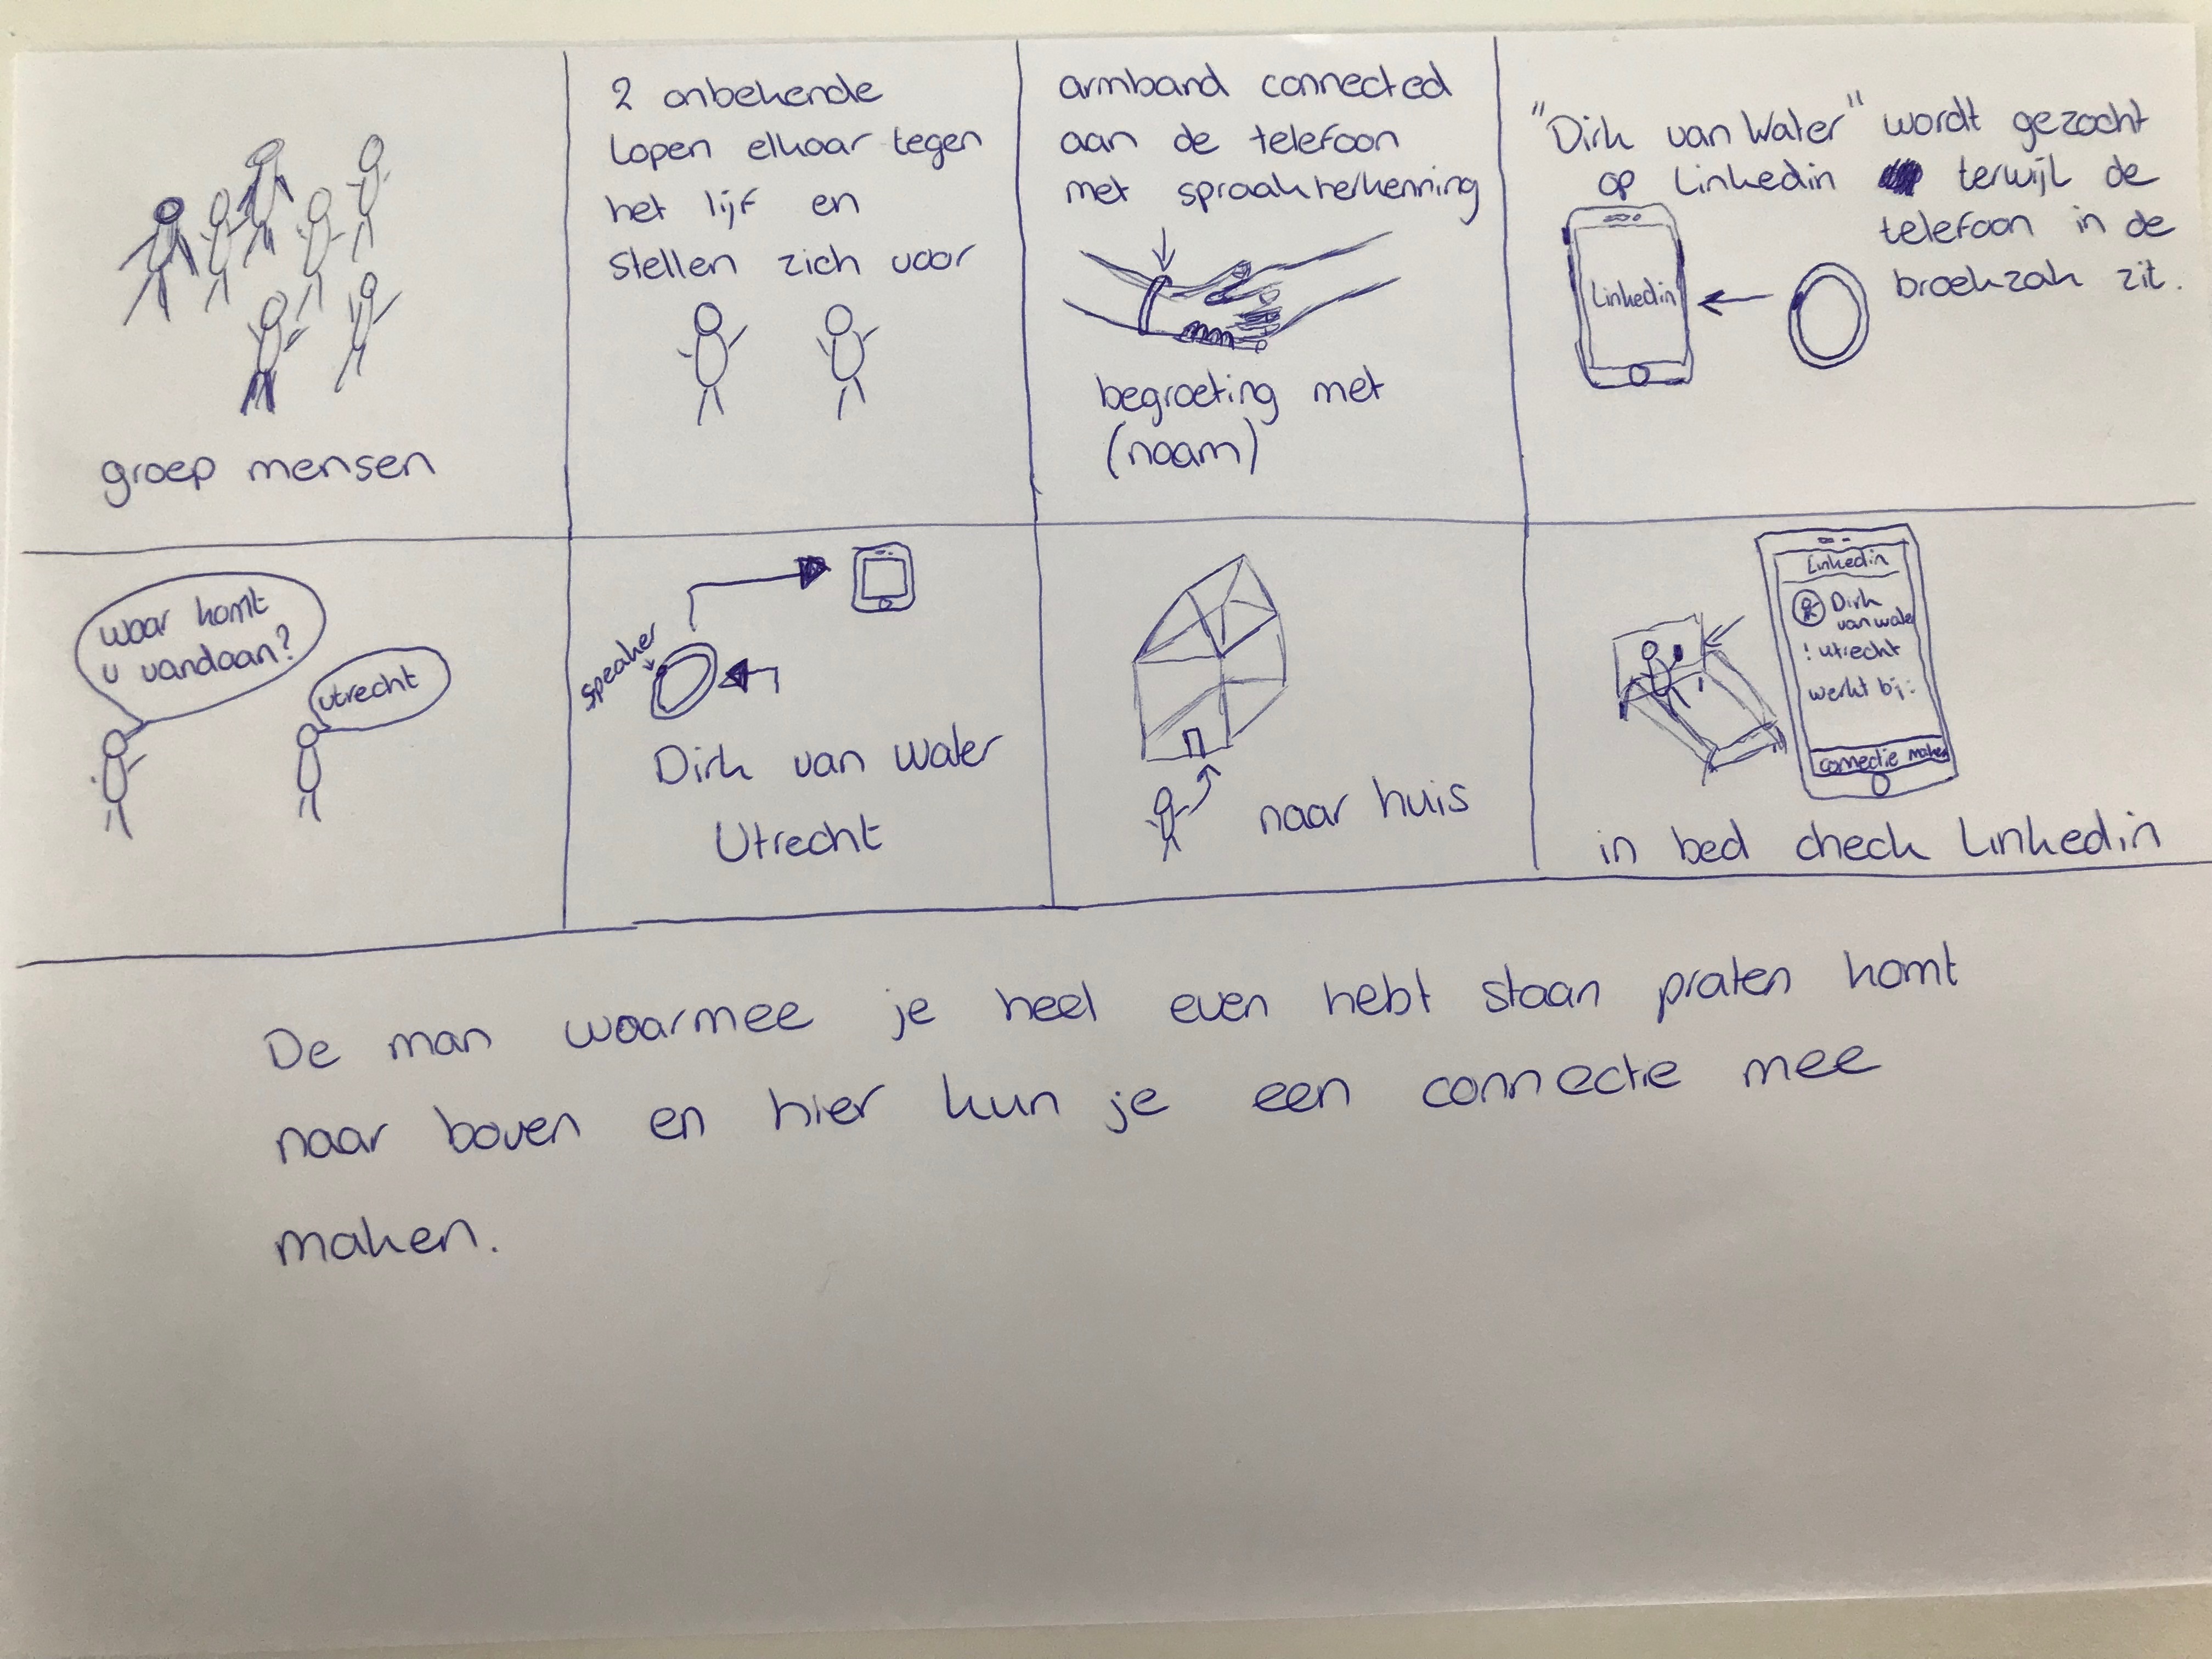 groep mensen
2 onbekende
lopen elkaar tegen
het lijf en
stellen zich voor
armband connected
aan de telefoon
met spraakherkenning
begroeting met
(naam)
"Dirk van Water" wordt gezocht
op Linkedin terwijl de
telefoon in de
broekzak zit.
Linkedin
waar komt
u vandaan?
utrecht
speaker
Dirk van Water
Utrecht
naar huis
Linkedin
Dirk
van water
! utrecht
werkt bij:
connectie maken
in bed check Linkedin
De man waarmee je heel even hebt staan praten komt
naar boven en hier kun je een connectie mee
maken.